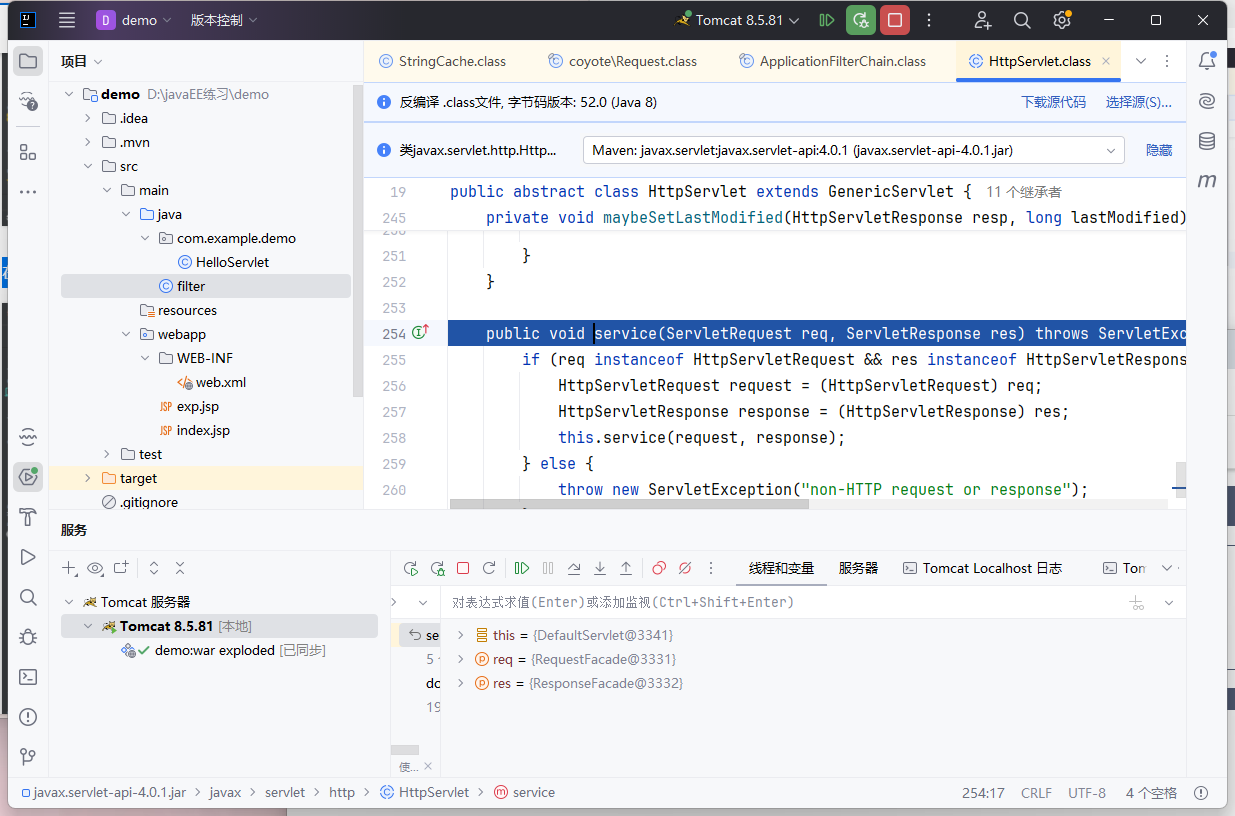 D demo 版本控制 Tomcat 8.5.81
项目
StringCache.class coyote\Request.class ApplicationFilterChain.class HttpServlet.class
反编译 .class文件, 字节码版本: 52.0 (Java 8) 下载源代码 选择源(S)...
类javax.servlet.http.Http... Maven: javax.servlet:javax.servlet-api:4.0.1 (javax.servlet-api-4.0.1.jar) 隐藏
demo D:\javaEE练习\demo
.idea
.mvn
src
main
java
com.example.demo
HelloServlet
filter
resources
webapp
WEB-INF
web.xml
exp.jsp
index.jsp
test
target
.gitignore
19 public abstract class HttpServlet extends GenericServlet { 11 个继承者
245 private void maybeSetLastModified(HttpServletResponse resp, long lastModified)
251 }
252 }
253
254 public void service(ServletRequest req, ServletResponse res) throws ServletExc
255 if (req instanceof HttpServletRequest && res instanceof HttpServletRespons
256 HttpServletRequest request = (HttpServletRequest) req;
257 HttpServletResponse response = (HttpServletResponse) res;
258 this.service(request, response);
259 } else {
260 throw new ServletException("non-HTTP request or response");
服务
Tomcat 服务器
Tomcat 8.5.81 [本地]
demo:war exploded [已同步]
线程和变量 服务器 Tomcat Localhost 日志 Tom
对表达式求值(Enter)或添加监视(Ctrl+Shift+Enter)
se
5
do
19
使...
this = {DefaultServlet@3341}
req = {RequestFacade@3331}
res = {ResponseFacade@3332}
javax.servlet-api-4.0.1.jar javax servlet http HttpServlet service 254:17 CRLF UTF-8 4 个空格